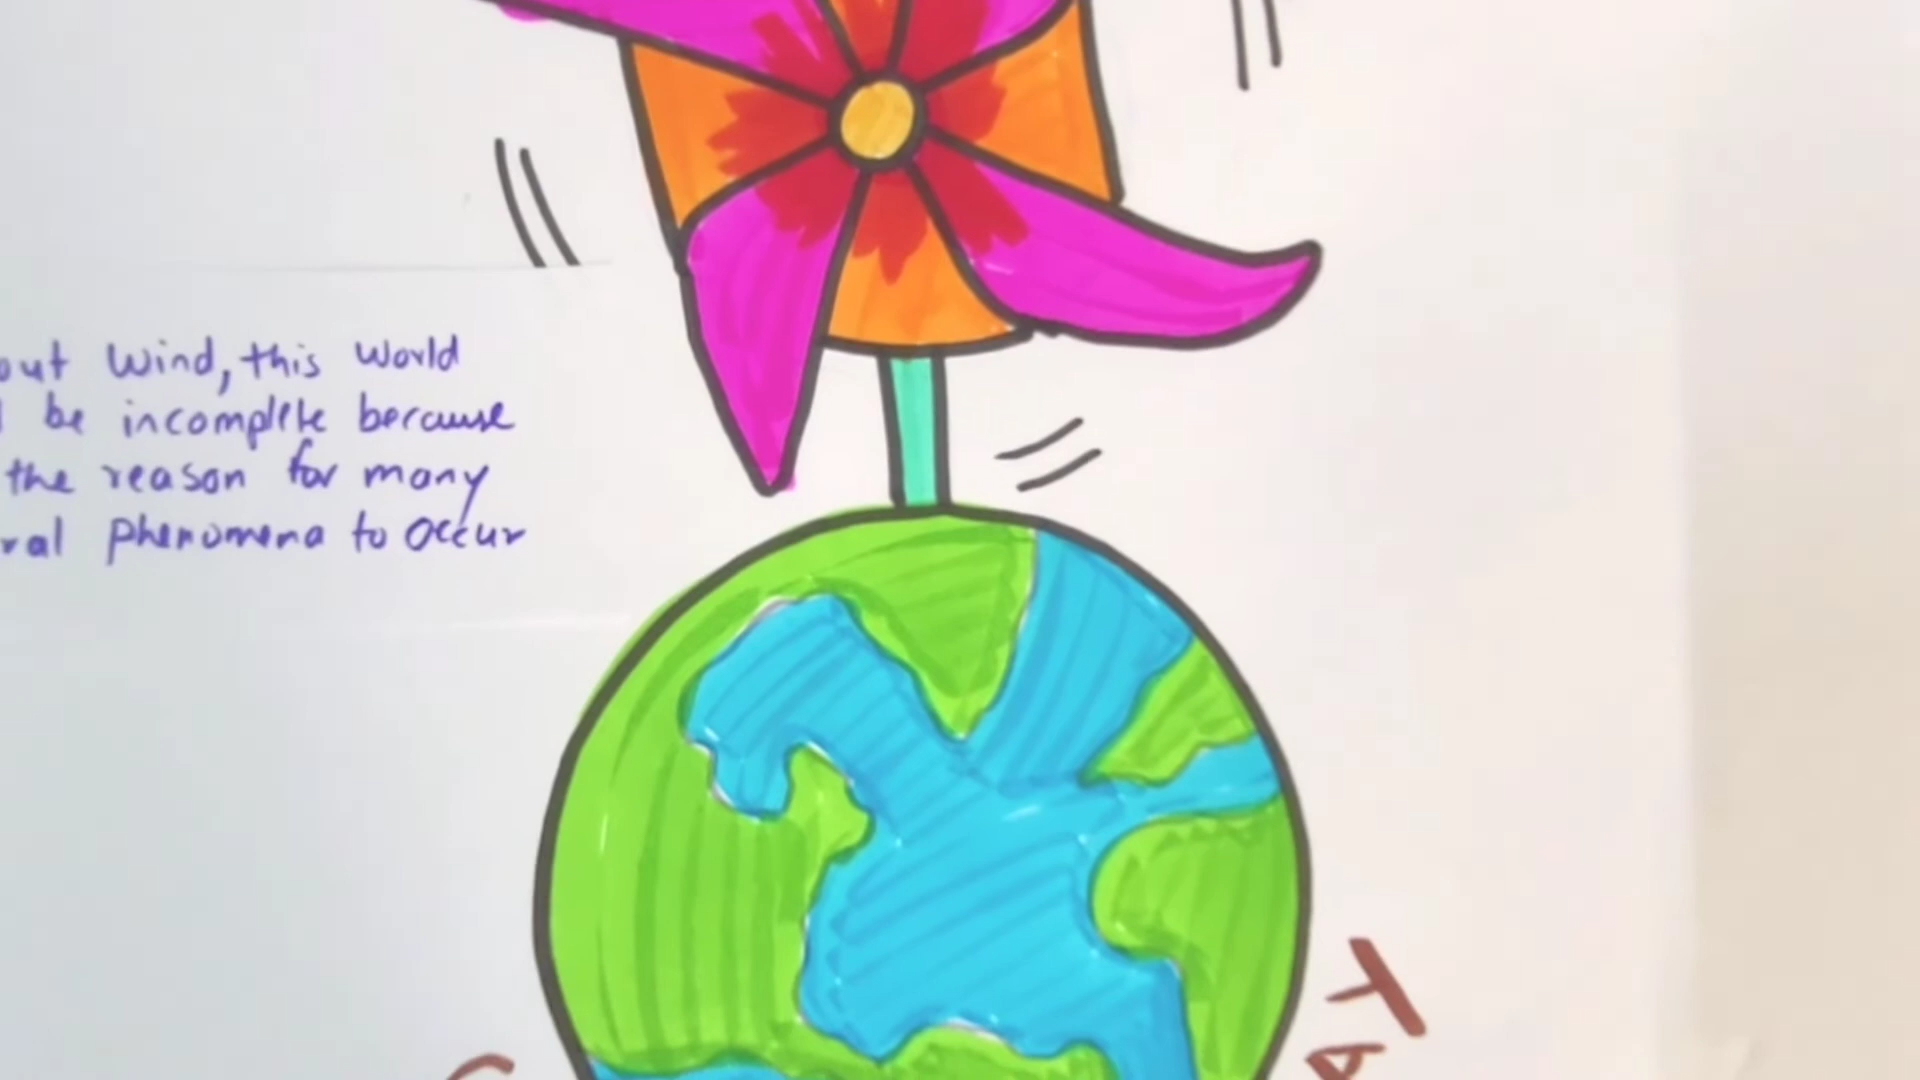 out Wind, this World
be incomplete because
the reason for many
ral phenomena to occur